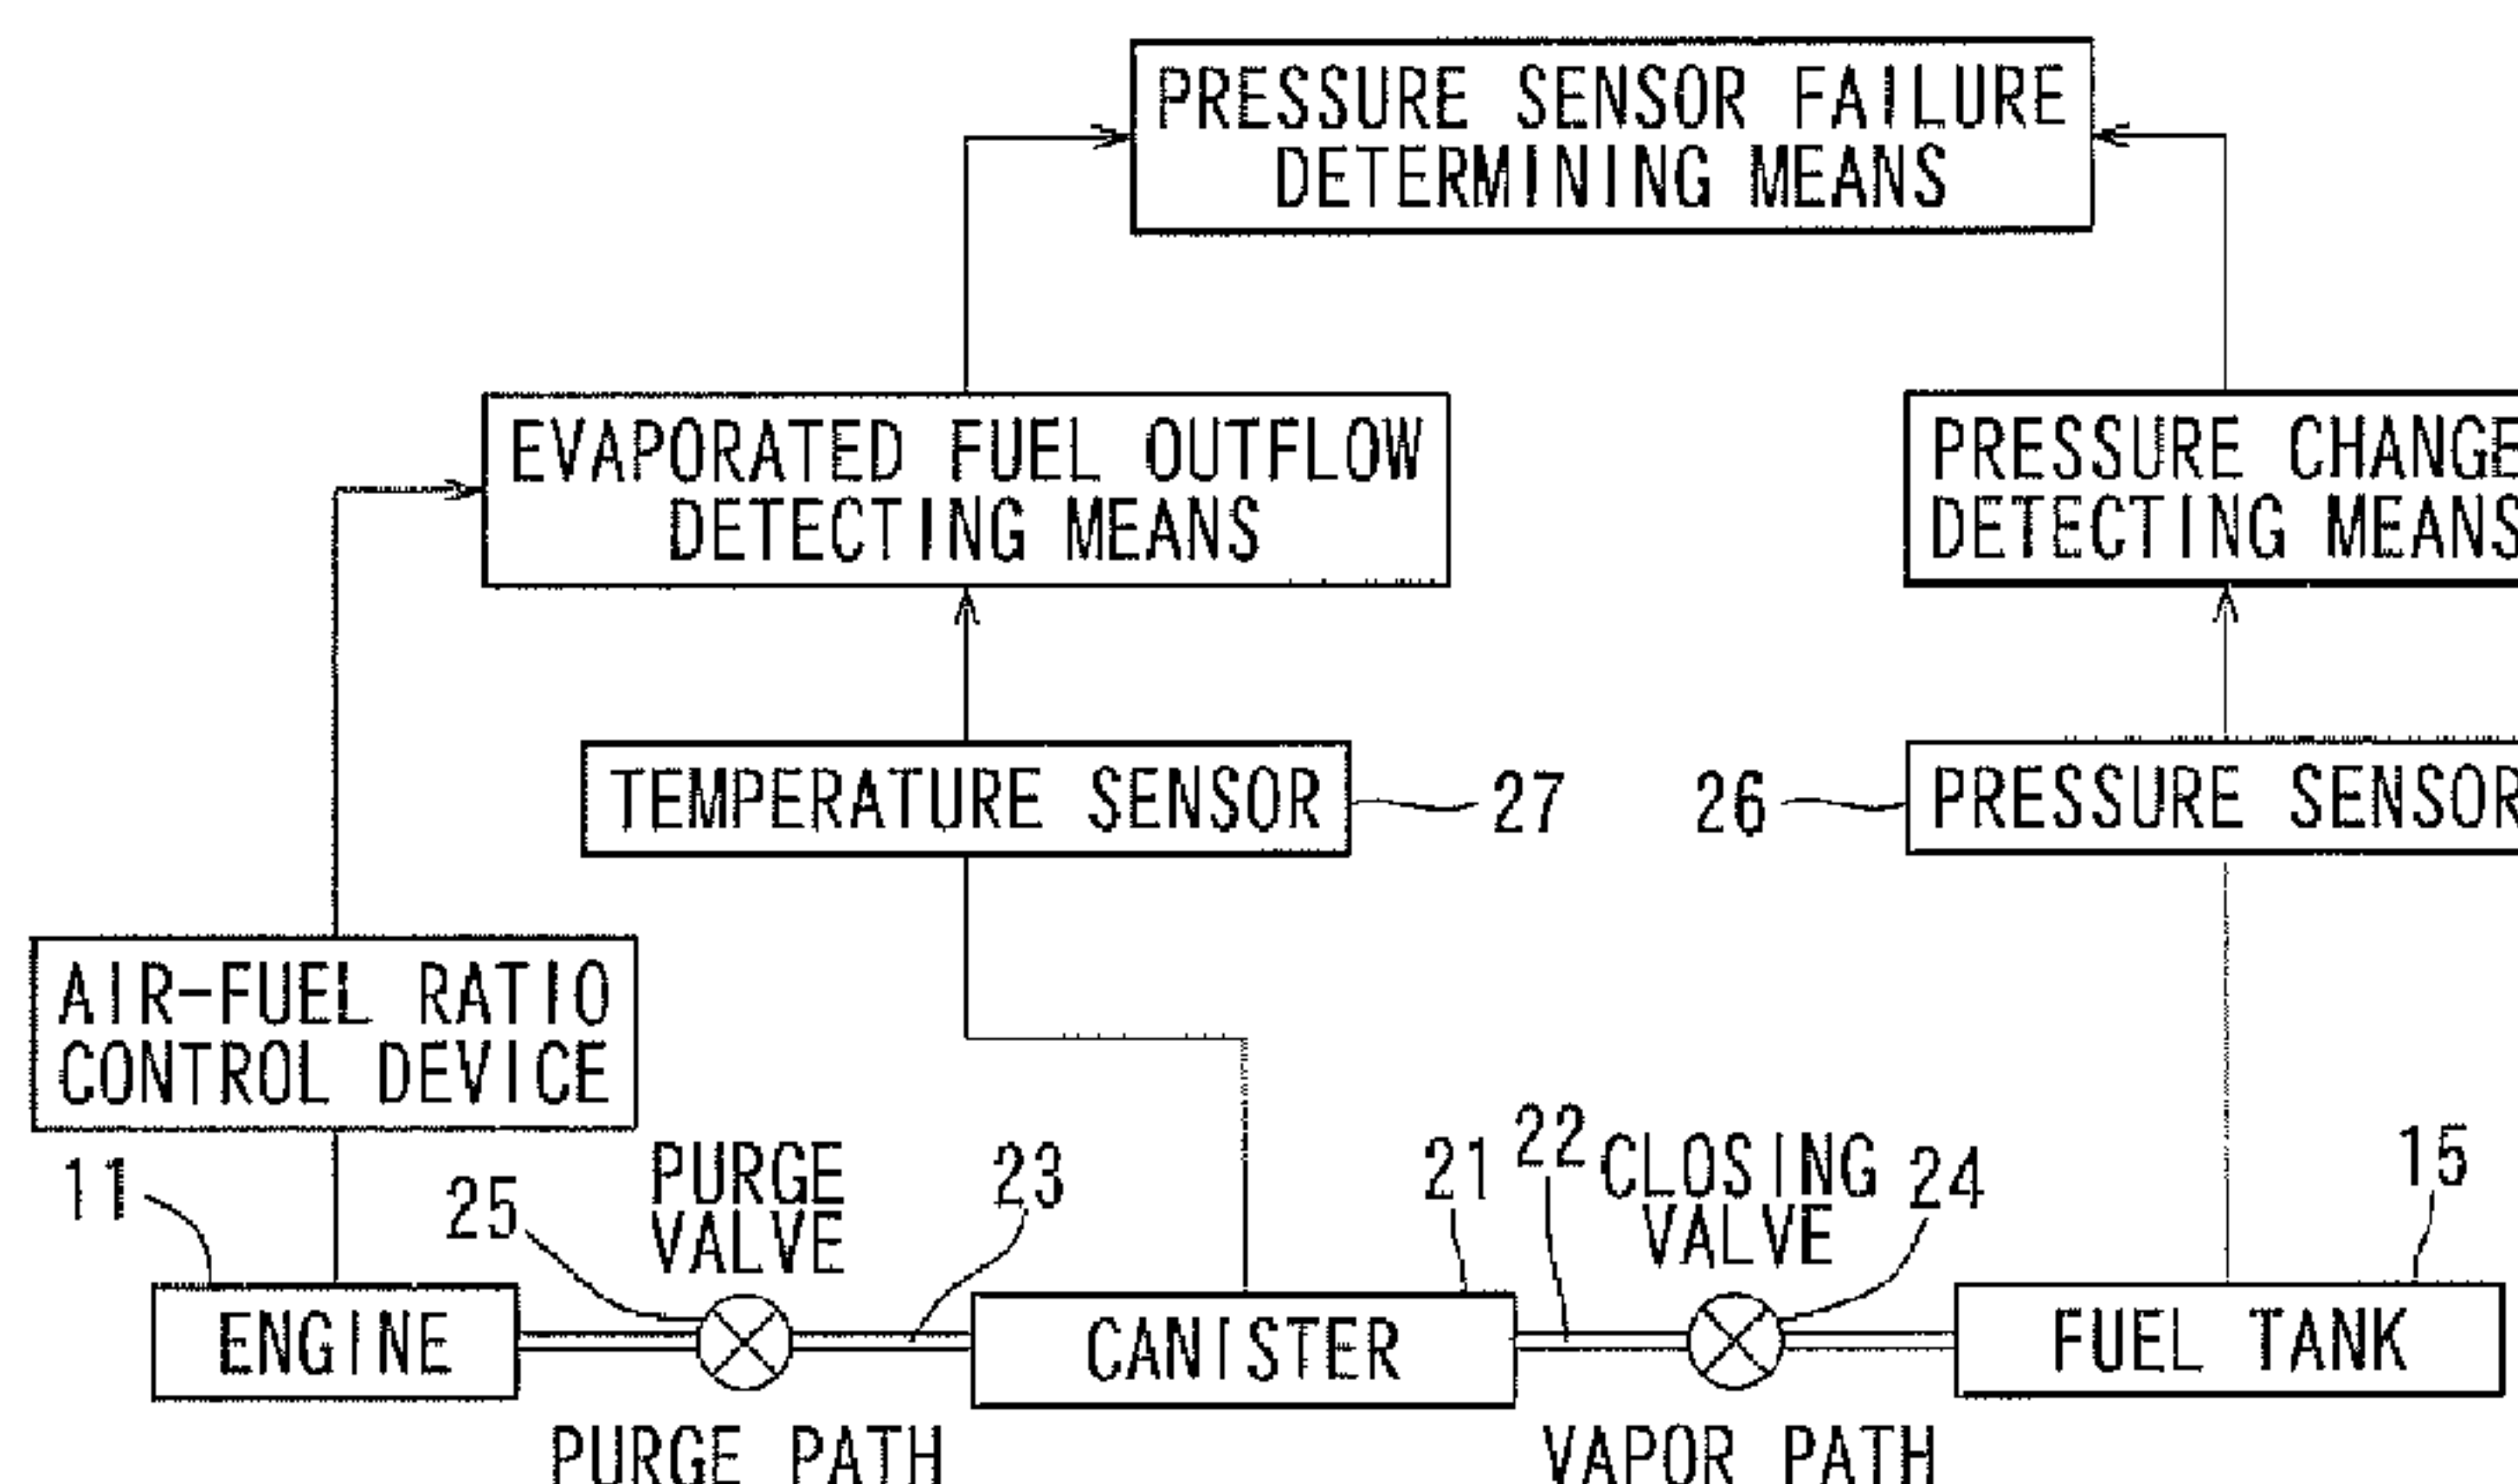 PRESSURE SENSOR FAILURE
DETERMINING MEANS
EVAPORATED FUEL OUTFLOW
DETECTING MEANS
PRESSURE CHANGE
DETECTING MEANS
TEMPERATURE SENSOR
27
26
PRESSURE SENSOR
AIR-FUEL RATIO
CONTROL DEVICE
11
25
PURGE
VALVE
23
21
22
CLOSING
VALVE
24
15
ENGINE
CANISTER
FUEL TANK
PURGE PATH
VAPOR PATH